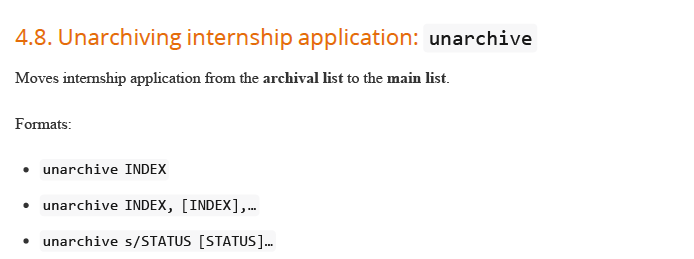 4.8. Unarchiving internship application: unarchive
Moves internship application from the archival list to the main list.
Formats:
• unarchive INDEX
• unarchive INDEX, [INDEX],…
• unarchive s/STATUS [STATUS]…